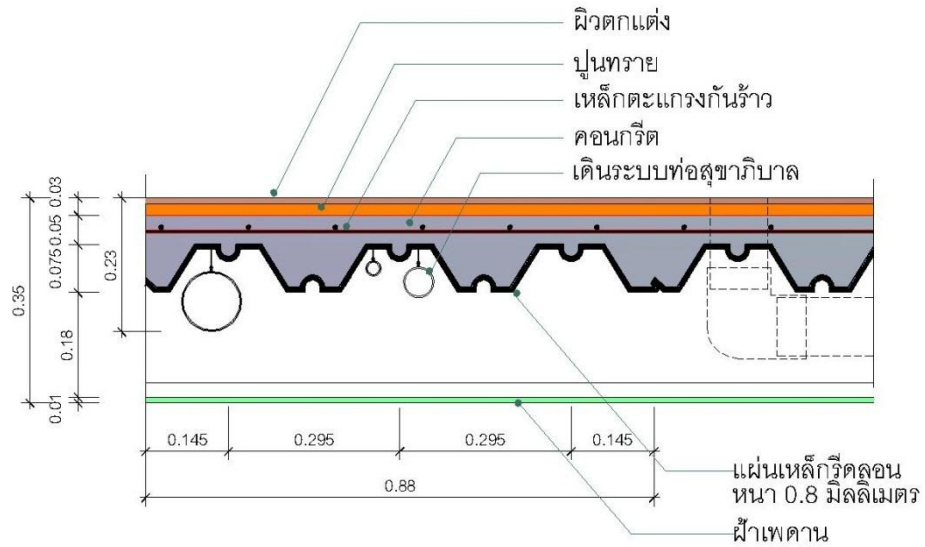 ผิวตกแต่ง
ปูนทราย
เหล็กตะแกรงกันร้าว
คอนกรีต
เดินระบบท่อสุขาภิบาล
0.03
0.05
0.075
0.23
0.35
0.18
0.01
0.145
0.295
0.295
0.145
0.88
แผ่นเหล็กรีดลอน
หนา 0.8 มิลลิเมตร
ฝ้าเพดาน